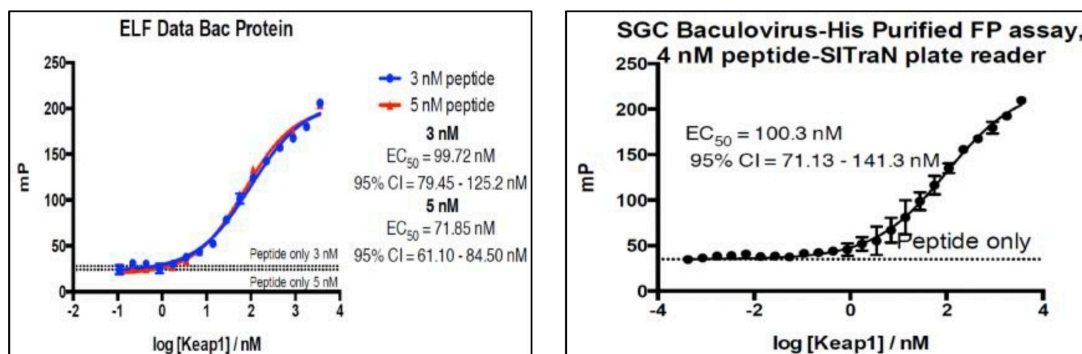 ELF Data Bac Protein
250
200
150
100
50
0
mP
-2
-1
0
1
2
3
4
log [Keap1] / nM
3 nM peptide
5 nM peptide
3 nM
EC50 = 99.72 nM
95% CI = 79.45 - 125.2 nM
5 nM
EC50 = 71.85 nM
95% CI = 61.10 - 84.50 nM
Peptide only 3 nM
Peptide only 5 nM
SGC Baculovirus-His Purified FP assay,
4 nM peptide-SITraN plate reader
250
200
150
100
50
0
mP
EC50 = 100.3 nM
95% CI = 71.13 - 141.3 nM
Peptide only
-4
-2
0
2
4
log [Keap1] / nM